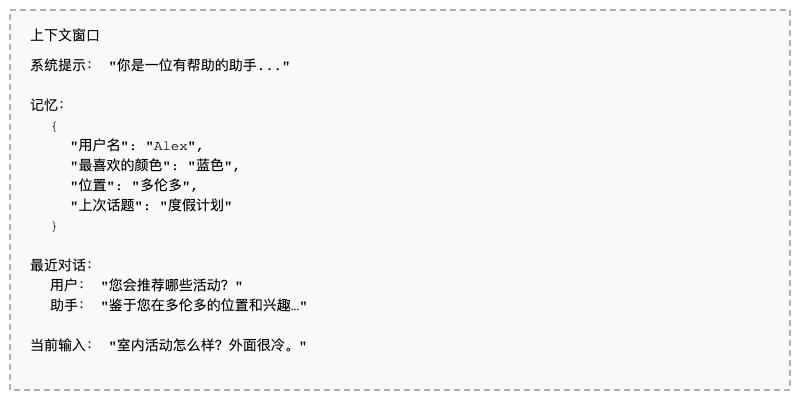 上下文窗口
系统提示： "你是一位有帮助的助手..."
记忆：
{
"用户名": "Alex",
"最喜欢的颜色": "蓝色",
"位置": "多伦多",
"上次话题": "度假计划"
}
最近对话：
用户： "您会推荐哪些活动？"
助手： "鉴于您在多伦多的位置和兴趣…"
当前输入： "室内活动怎么样？外面很冷。"